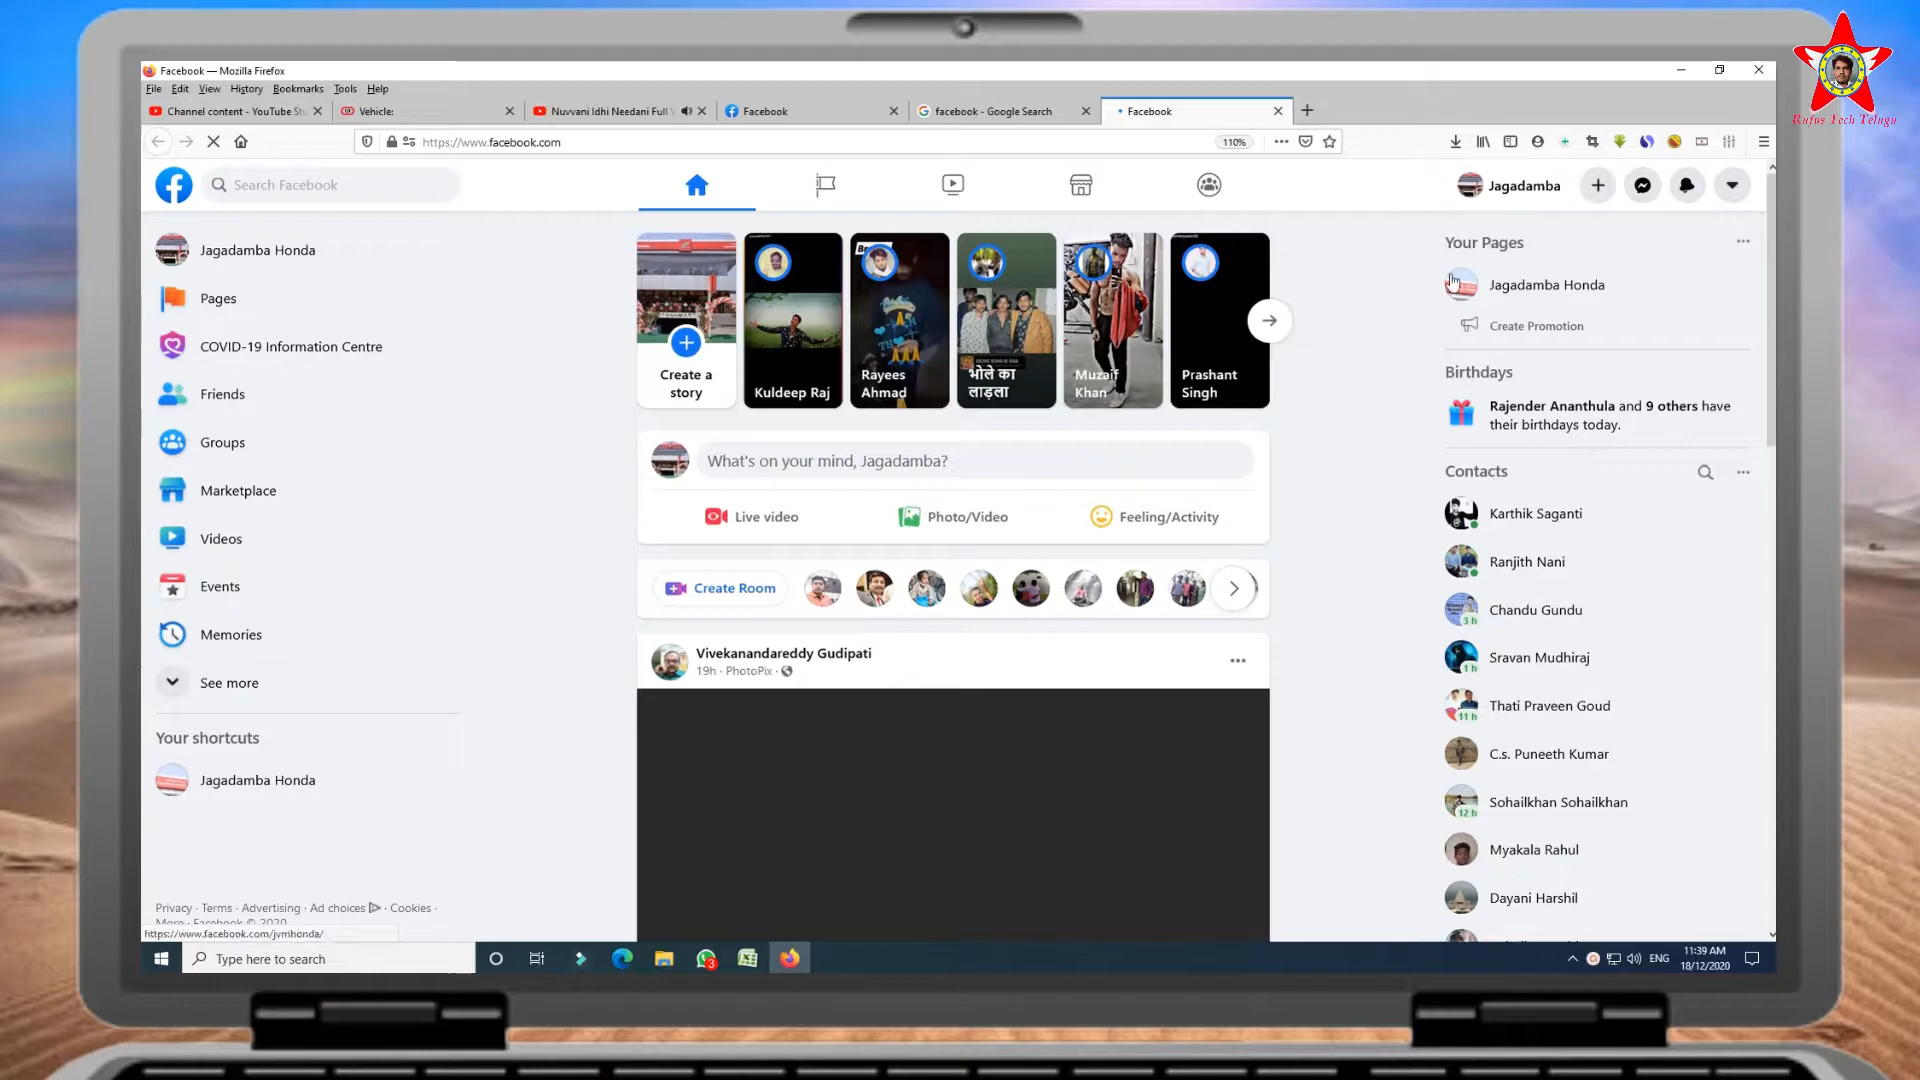 Rufus Tech Telugu
Facebook — Mozilla Firefox
File Edit View History Bookmarks Tools Help
Channel content - YouTube Stu
Vehicle:
Nuvvani Idhi Needani Full
Facebook
facebook - Google Search
Facebook
https://www.facebook.com
110%
Search Facebook
Jagadamba
Jagadamba Honda
Pages
COVID-19 Information Centre
Friends
Groups
Marketplace
Videos
Events
Memories
See more
Your shortcuts
Jagadamba Honda
Privacy · Terms · Advertising · Ad choices · Cookies ·
More · Facebook © 2020
https://www.facebook.com/jvmhonda/
Create a
story
Kuldeep Raj
Rayees
Ahmad
भोले का
लाड़ला
Muzaif
Khan
Prashant
Singh
What's on your mind, Jagadamba?
Live video
Photo/Video
Feeling/Activity
Create Room
Vivekanandareddy Gudipati
19h · PhotoPix ·
Your Pages
Jagadamba Honda
Create Promotion
Birthdays
Rajender Ananthula and 9 others have
their birthdays today.
Contacts
Karthik Saganti
Ranjith Nani
Chandu Gundu
3 h
Sravan Mudhiraj
1 h
Thati Praveen Goud
11 h
C.s. Puneeth Kumar
Sohailkhan Sohailkhan
12 h
Myakala Rahul
Dayani Harshil
Type here to search
3
ENG
11:39 AM
18/12/2020